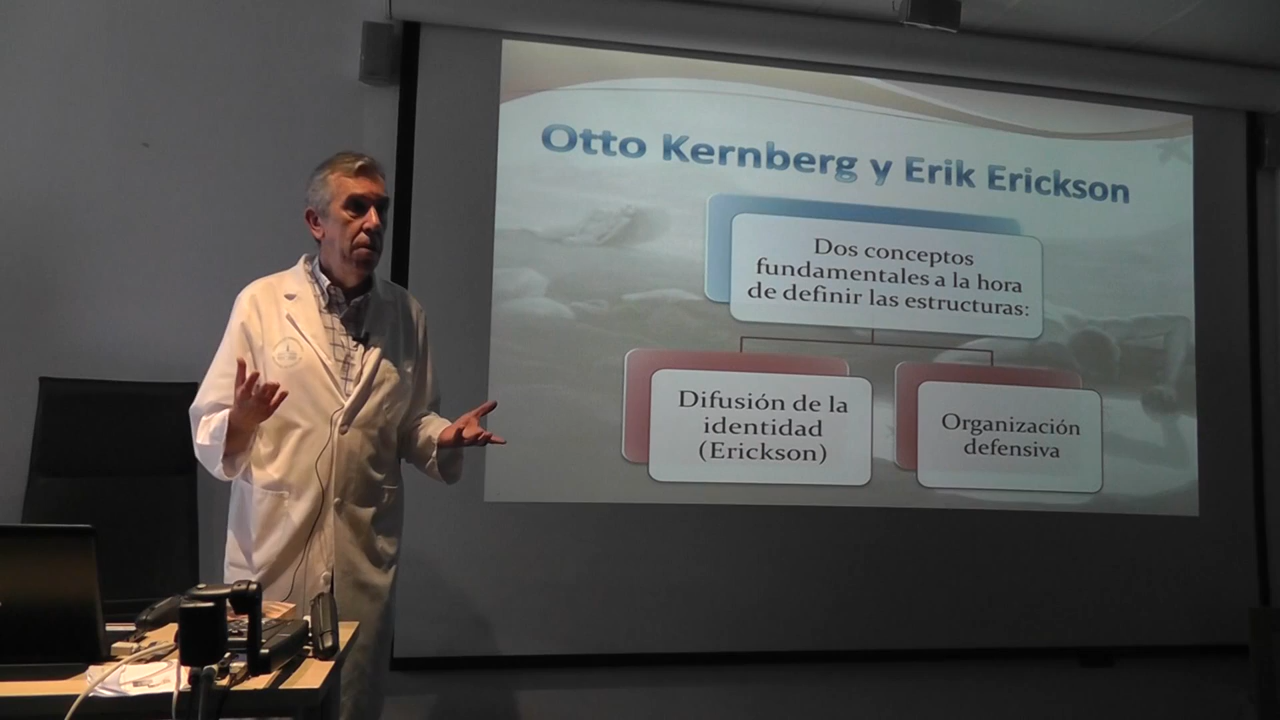 Otto Kernberg y Erik Erickson
Dos conceptos
fundamentales a la hora
de definir las estructuras:
Difusión de la
identidad
(Erickson)
Organización
defensiva